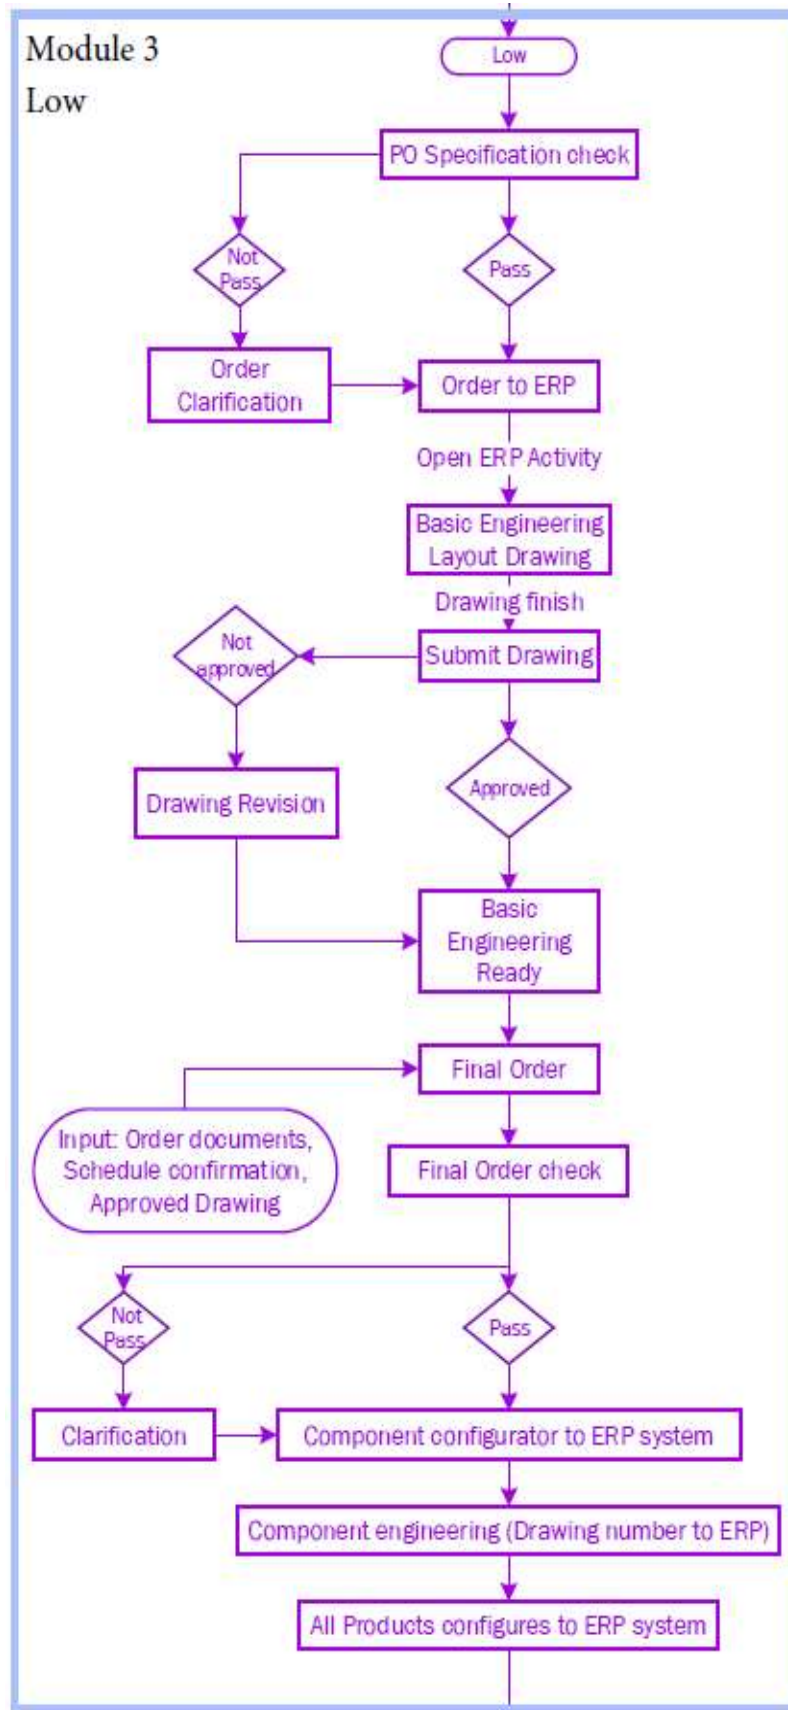 Module 3
Low
Low
PO Specification check
Not
Pass
Pass
Order
Clarification
Order to ERP
Open ERP Activity
Basic Engineering
Layout Drawing
Drawing finish
Not
approved
Submit Drawing
Drawing Revision
Approved
Basic
Engineering
Ready
Final Order
Input: Order documents,
Schedule confirmation,
Approved Drawing
Final Order check
Not
Pass
Pass
Clarification
Component configurator to ERP system
Component engineering (Drawing number to ERP)
All Products configures to ERP system